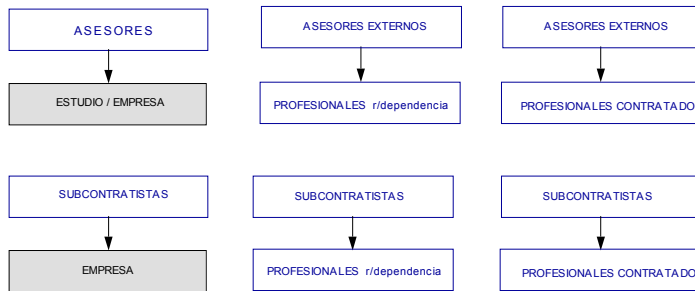 ASESORES
ASESORES EXTERNOS
ASESORES EXTERNOS
ESTUDIO / EMPRESA
PROFESIONALES r/dependencia
PROFESIONALES CONTRATADO
SUBCONTRATISTAS
SUBCONTRATISTAS
SUBCONTRATISTAS
EMPRESA
PROFESIONALES r/dependencia
PROFESIONALES CONTRATADO